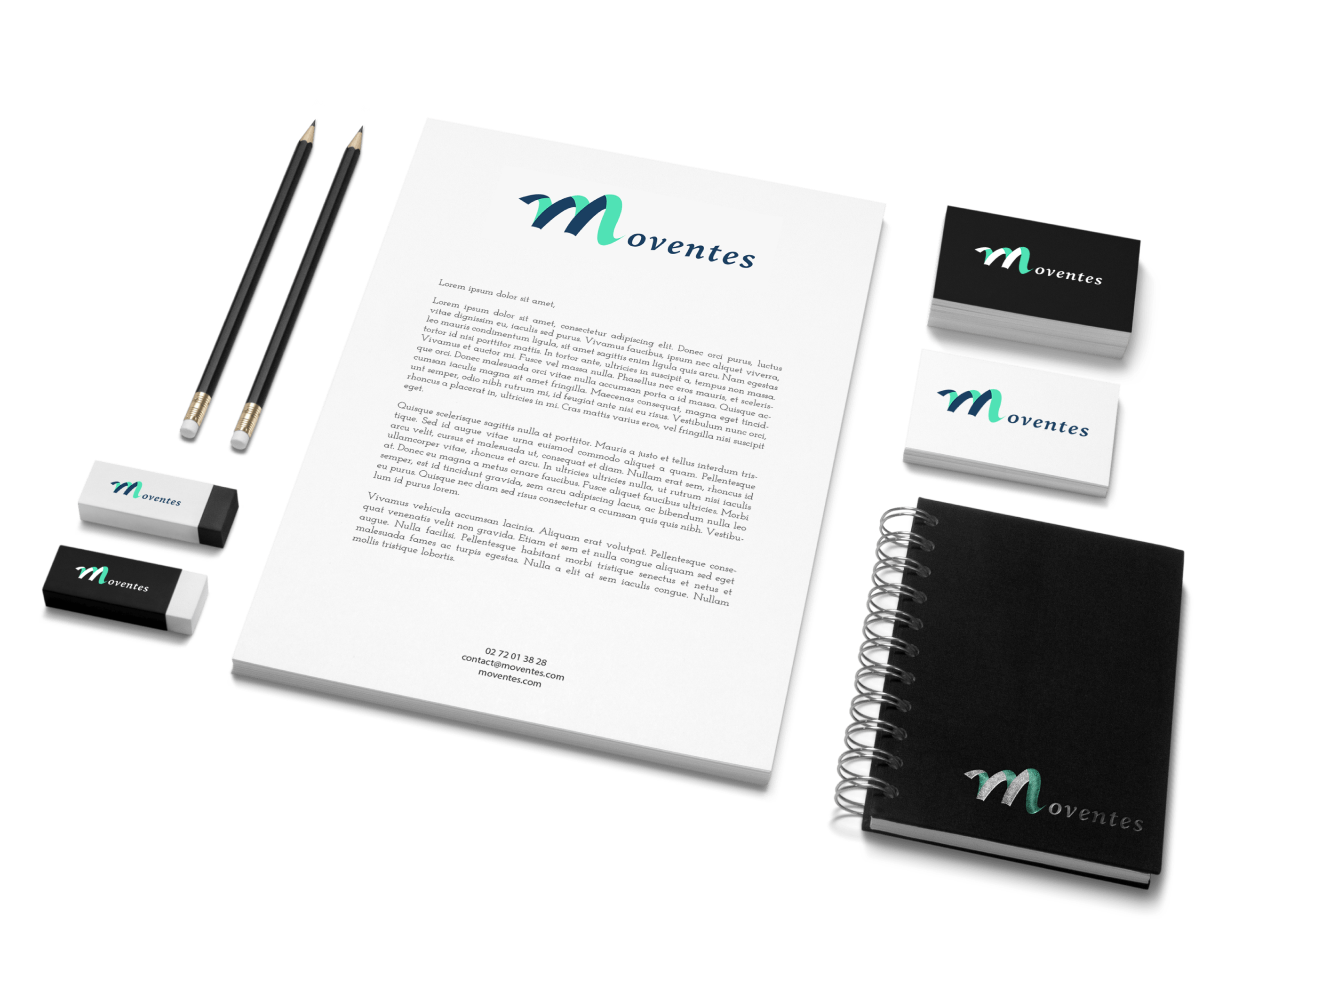 moventes
Lorem ipsum dolor sit amet,
Lorem ipsum dolor sit amet, consectetur adipiscing elit. Donec orci purus, luctus
vitae dignissim eu, iaculis sed purus. Vivamus faucibus, ipsum nec aliquet viverra,
leo mauris condimentum ligula, sit amet sagittis enim ligula quis arcu. Nam egestas
tortor id nisi porttitor mattis. In tortor ante, ultricies in suscipit a, tempus non massa.
Vivamus et auctor mi. Fusce vel massa nulla. Phasellus nec eros mauris, et sceleris-
que orci. Donec malesuada orci vitae nulla accumsan porta a id massa. Quisque ac-
cumsan iaculis magna sit amet fringilla. Maecenas consequat, magna eget tincid-
unt semper, odio nibh rutrum mi, id feugiat ante nisi eu risus. Vestibulum nunc orci,
rhoncus a placerat in, ultricies in mi. Cras mattis varius eros, vel fringilla nisi suscipit
eget.
Quisque scelerisque sagittis nulla at porttitor. Mauris a justo et tellus interdum tris-
tique. Sed id augue vitae urna euismod commodo aliquet a quam. Pellentesque
arcu velit, cursus et malesuada ut, consequat et diam. Nullam erat sem, rhoncus id
ullamcorper vitae, rhoncus et arcu. In ultricies ultricies nulla, ut rutrum nisi iaculis
at. Donec eu magna a metus ornare faucibus. Fusce aliquet faucibus ultricies. Morbi
semper, est id tincidunt gravida, sem arcu adipiscing lacus, ac bibendum nulla leo
eu purus. Quisque nec diam sed risus consectetur a ccumsan quis quis nibh. Vestibu-
lum id purus lorem.
Vivamus vehicula accumsan lacinia. Aliquam erat volutpat. Pellentesque conse-
quat venenatis velit non gravida. Etiam et sem et nulla congue aliquam sed eget
augue. Nulla facilisi. Pellentesque habitant morbi tristique senectus et netus et
malesuada fames ac turpis egestas. Nulla a elit at sem iaculis congue. Nullam
mollis tristique lobortis.
02 72 01 38 28
contact@moventes.com
moventes.com
moventes
moventes
moventes
moventes
moventes